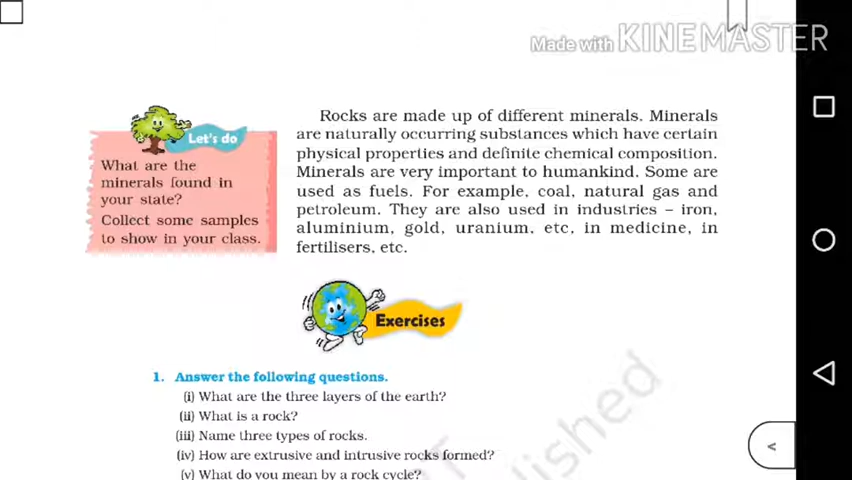 Made with KINEMASTER
Let's do
What are the
minerals found in
your state?
Collect some samples
to show in your class.
Rocks are made up of different minerals. Minerals
are naturally occurring substances which have certain
physical properties and definite chemical composition.
Minerals are very important to humankind. Some are
used as fuels. For example, coal, natural gas and
petroleum. They are also used in industries – iron,
aluminium, gold, uranium, etc, in medicine, in
fertilisers, etc.
Exercises
1. Answer the following questions.
(i) What are the three layers of the earth?
(ii) What is a rock?
(iii) Name three types of rocks.
(iv) How are extrusive and intrusive rocks formed?
(v) What do you mean by a rock cycle?